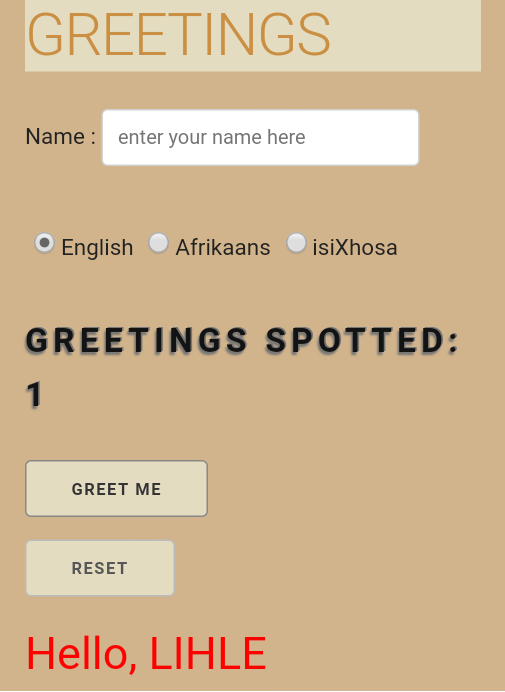 GREETINGS
Name : enter your name here
English Afrikaans isiXhosa
GREETINGS SPOTTED:
1
GREET ME
RESET
Hello, LIHLE